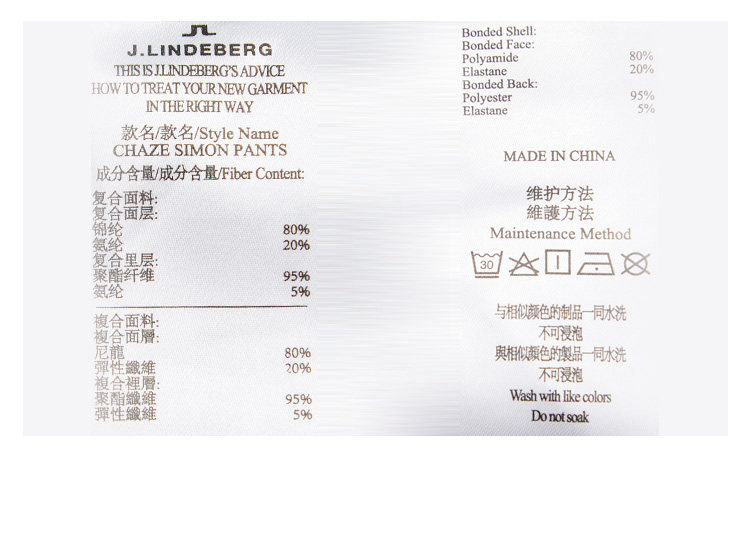 J.LINDEBERG
THIS IS J.LINDEBERG'S ADVICE
HOW TO TREAT YOUR NEW GARMENT
IN THE RIGHT WAY
款名/款名/Style Name
CHAZE SIMON PANTS
成分含量/成分含量/Fiber Content:
复合面料:
复合面层:
锦纶 80%
氨纶 20%
复合里层:
聚酯纤维 95%
氨纶 5%
複合面料:
複合面層:
尼龍 80%
彈性纖維 20%
複合裡層:
聚酯纖維 95%
彈性纖維 5%
Bonded Shell:
Bonded Face:
Polyamide 80%
Elastane 20%
Bonded Back:
Polyester 95%
Elastane 5%
MADE IN CHINA
维护方法
維護方法
Maintenance Method
30
与相似颜色的制品一同水洗
不可浸泡
與相似顏色的製品一同水洗
不可浸泡
Wash with like colors
Do not soak